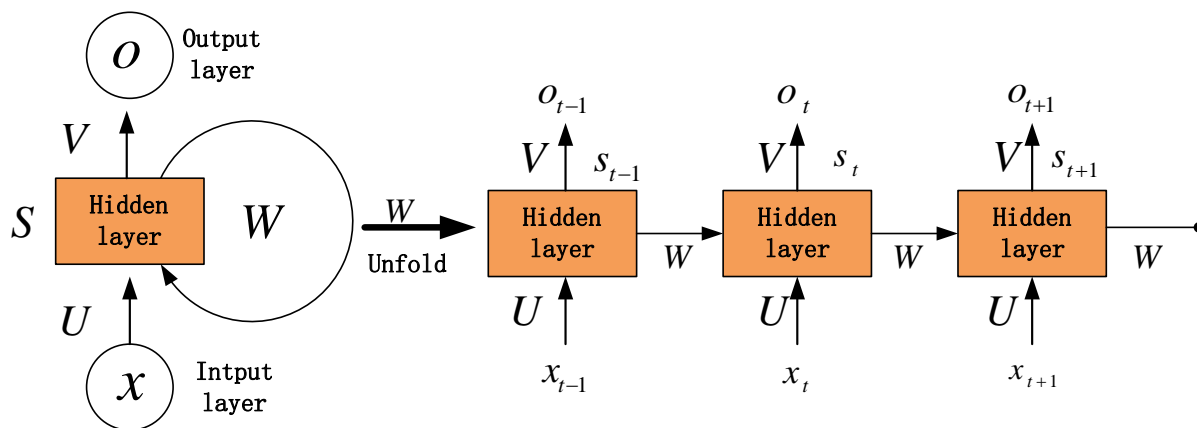 o
Output
layer
V
S
Hidden
layer
W
U
x
Intput
layer
W
Unfold
o_{t-1}
V
s_{t-1}
Hidden
layer
W
U
x_{t-1}
o_t
V
s_t
Hidden
layer
W
U
x_t
o_{t+1}
V
s_{t+1}
Hidden
layer
W
U
x_{t+1}